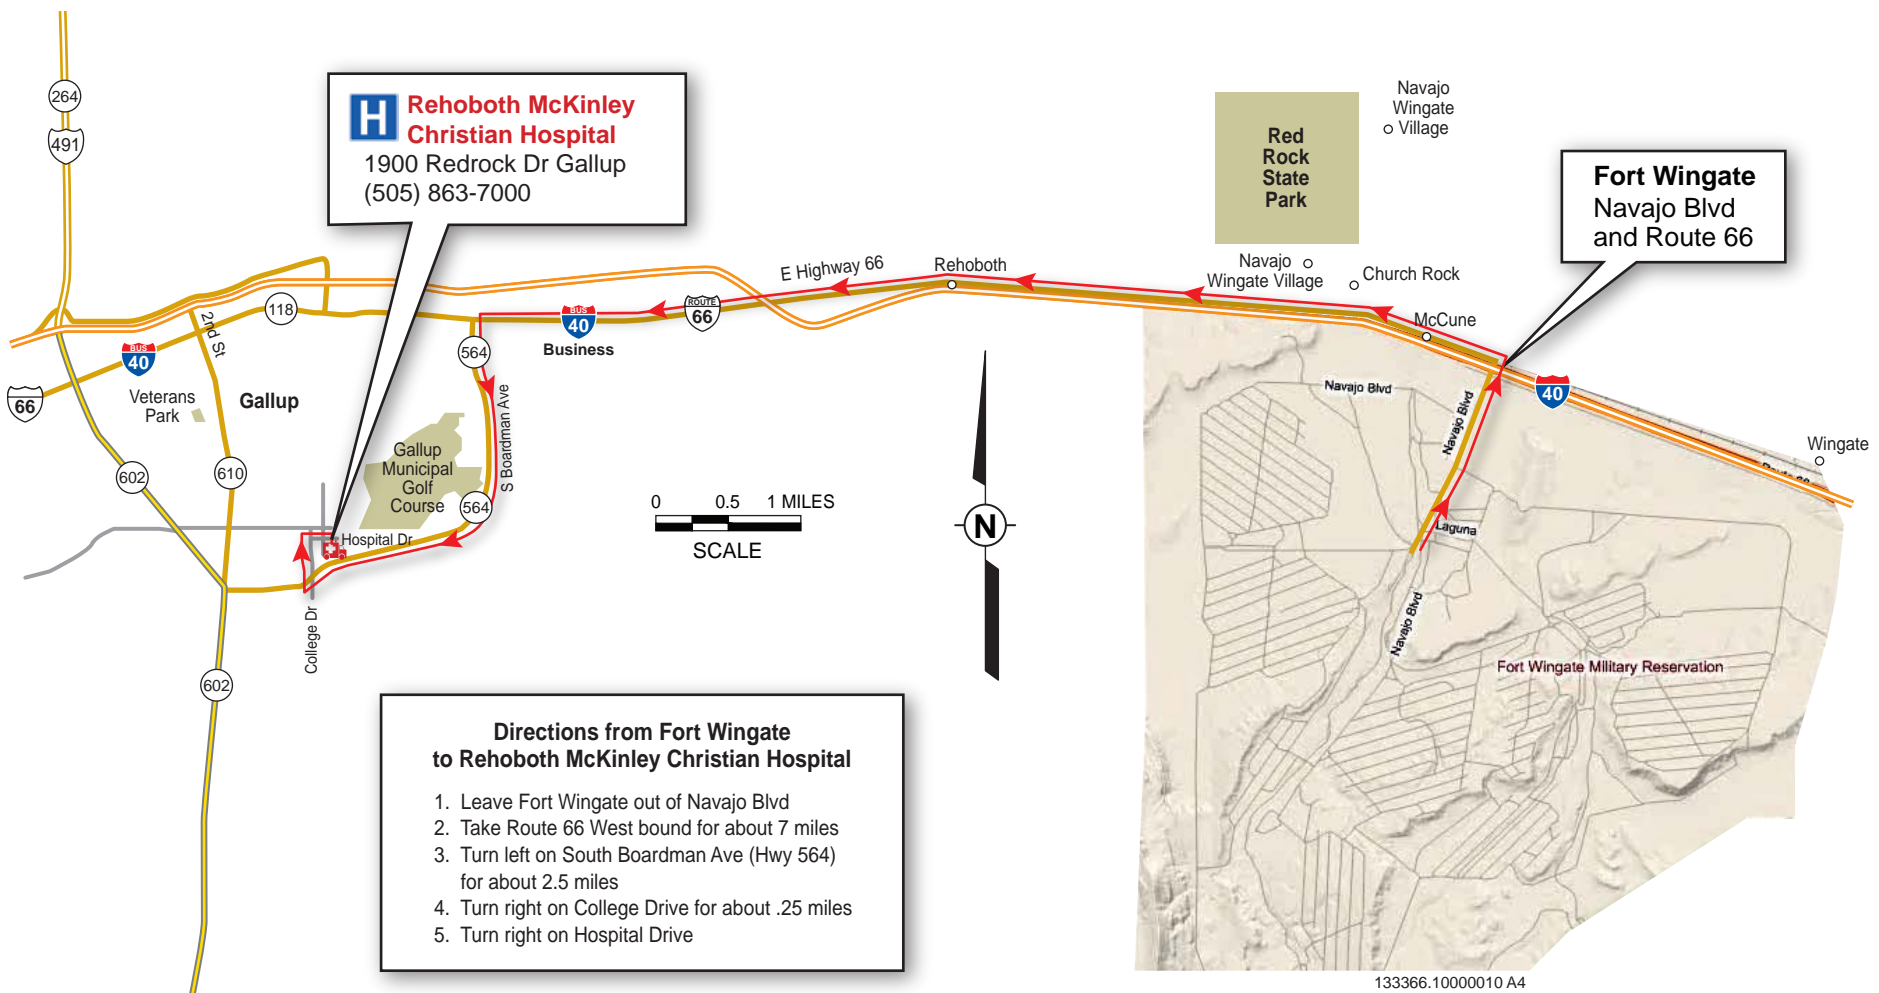 264
491
H
Rehoboth McKinley
Christian Hospital
1900 Redrock Dr Gallup
(505) 863-7000
Navajo
Wingate
Village
Red
Rock
State
Park
Fort Wingate
Navajo Blvd
and Route 66
E Highway 66
Rehoboth
Navajo
Wingate Village
Church Rock
McCune
118
2nd St
BUS
40
66
Veterans
Park
Gallup
564
BUS
40
Business
ROUTE
66
S Boardman Ave
Gallup
Municipal
Golf
Course
564
602
610
Hospital Dr
College Dr
602
0 0.5 1 MILES
SCALE
N
Navajo Blvd
Navajo Blvd
40
Wingate
Laguna
Navajo Blvd
Fort Wingate Military Reservation
Directions from Fort Wingate
to Rehoboth McKinley Christian Hospital
1. Leave Fort Wingate out of Navajo Blvd
2. Take Route 66 West bound for about 7 miles
3. Turn left on South Boardman Ave (Hwy 564)
for about 2.5 miles
4. Turn right on College Drive for about .25 miles
5. Turn right on Hospital Drive
133366.10000010 A4